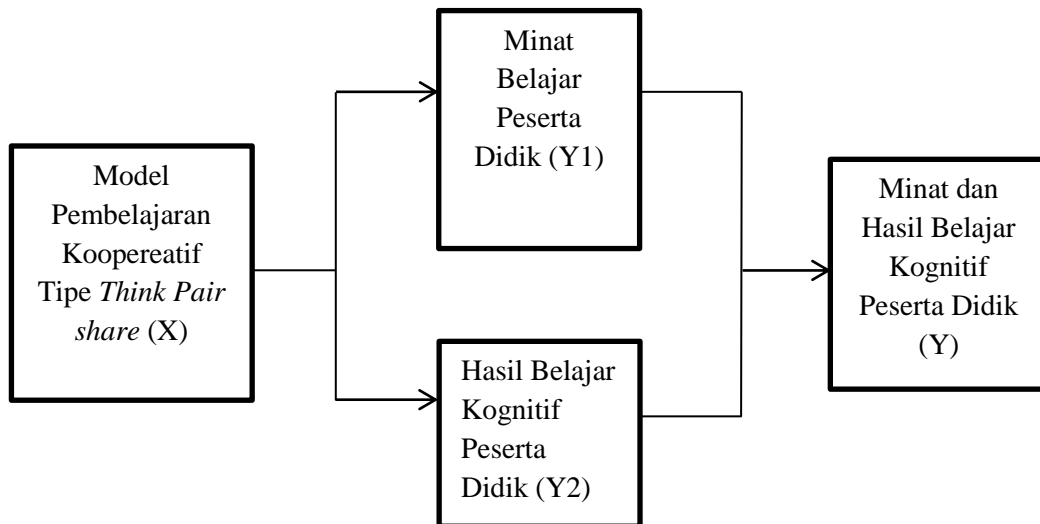 Model
Pembelajaran
Koopereatif
Tipe Think Pair
share (X)
Minat
Belajar
Peserta
Didik (Y1)
Hasil Belajar
Kognitif
Peserta
Didik (Y2)
Minat dan
Hasil Belajar
Kognitif
Peserta Didik
(Y)